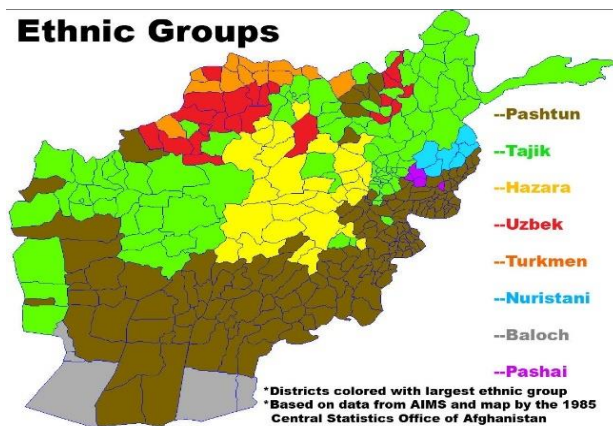 Ethnic Groups
--Pashtun
--Tajik
--Hazara
--Uzbek
--Turkmen
--Nuristani
--Baloch
--Pashai
*Districts colored with largest ethnic group
*Based on data from AIMS and map by the 1985
Central Statistics Office of Afghanistan